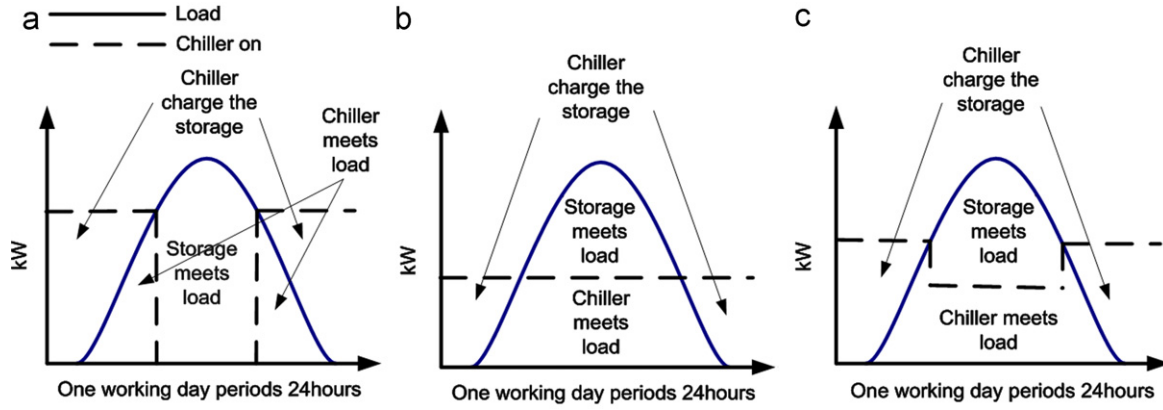 a
Load
Chiller on
Chiller
charge the
storage
Chiller
meets
load
Storage
meets
load
kW
One working day periods 24hours
b
Chiller
charge the
storage
Storage
meets
load
Chiller
meets
load
kW
One working day periods 24hours
c
Chiller
charge the
storage
Storage
meets
load
Chiller meets
load
kW
One working day periods 24hours